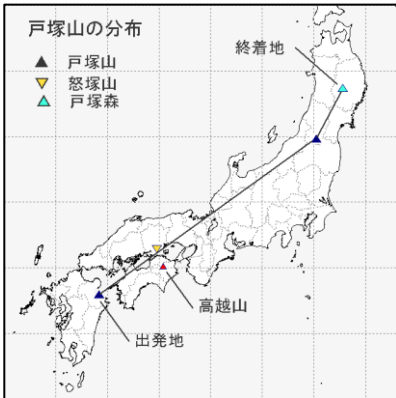 戸塚山の分布
戸塚山
怒塚山
戸塚森
終着地
高越山
出発地